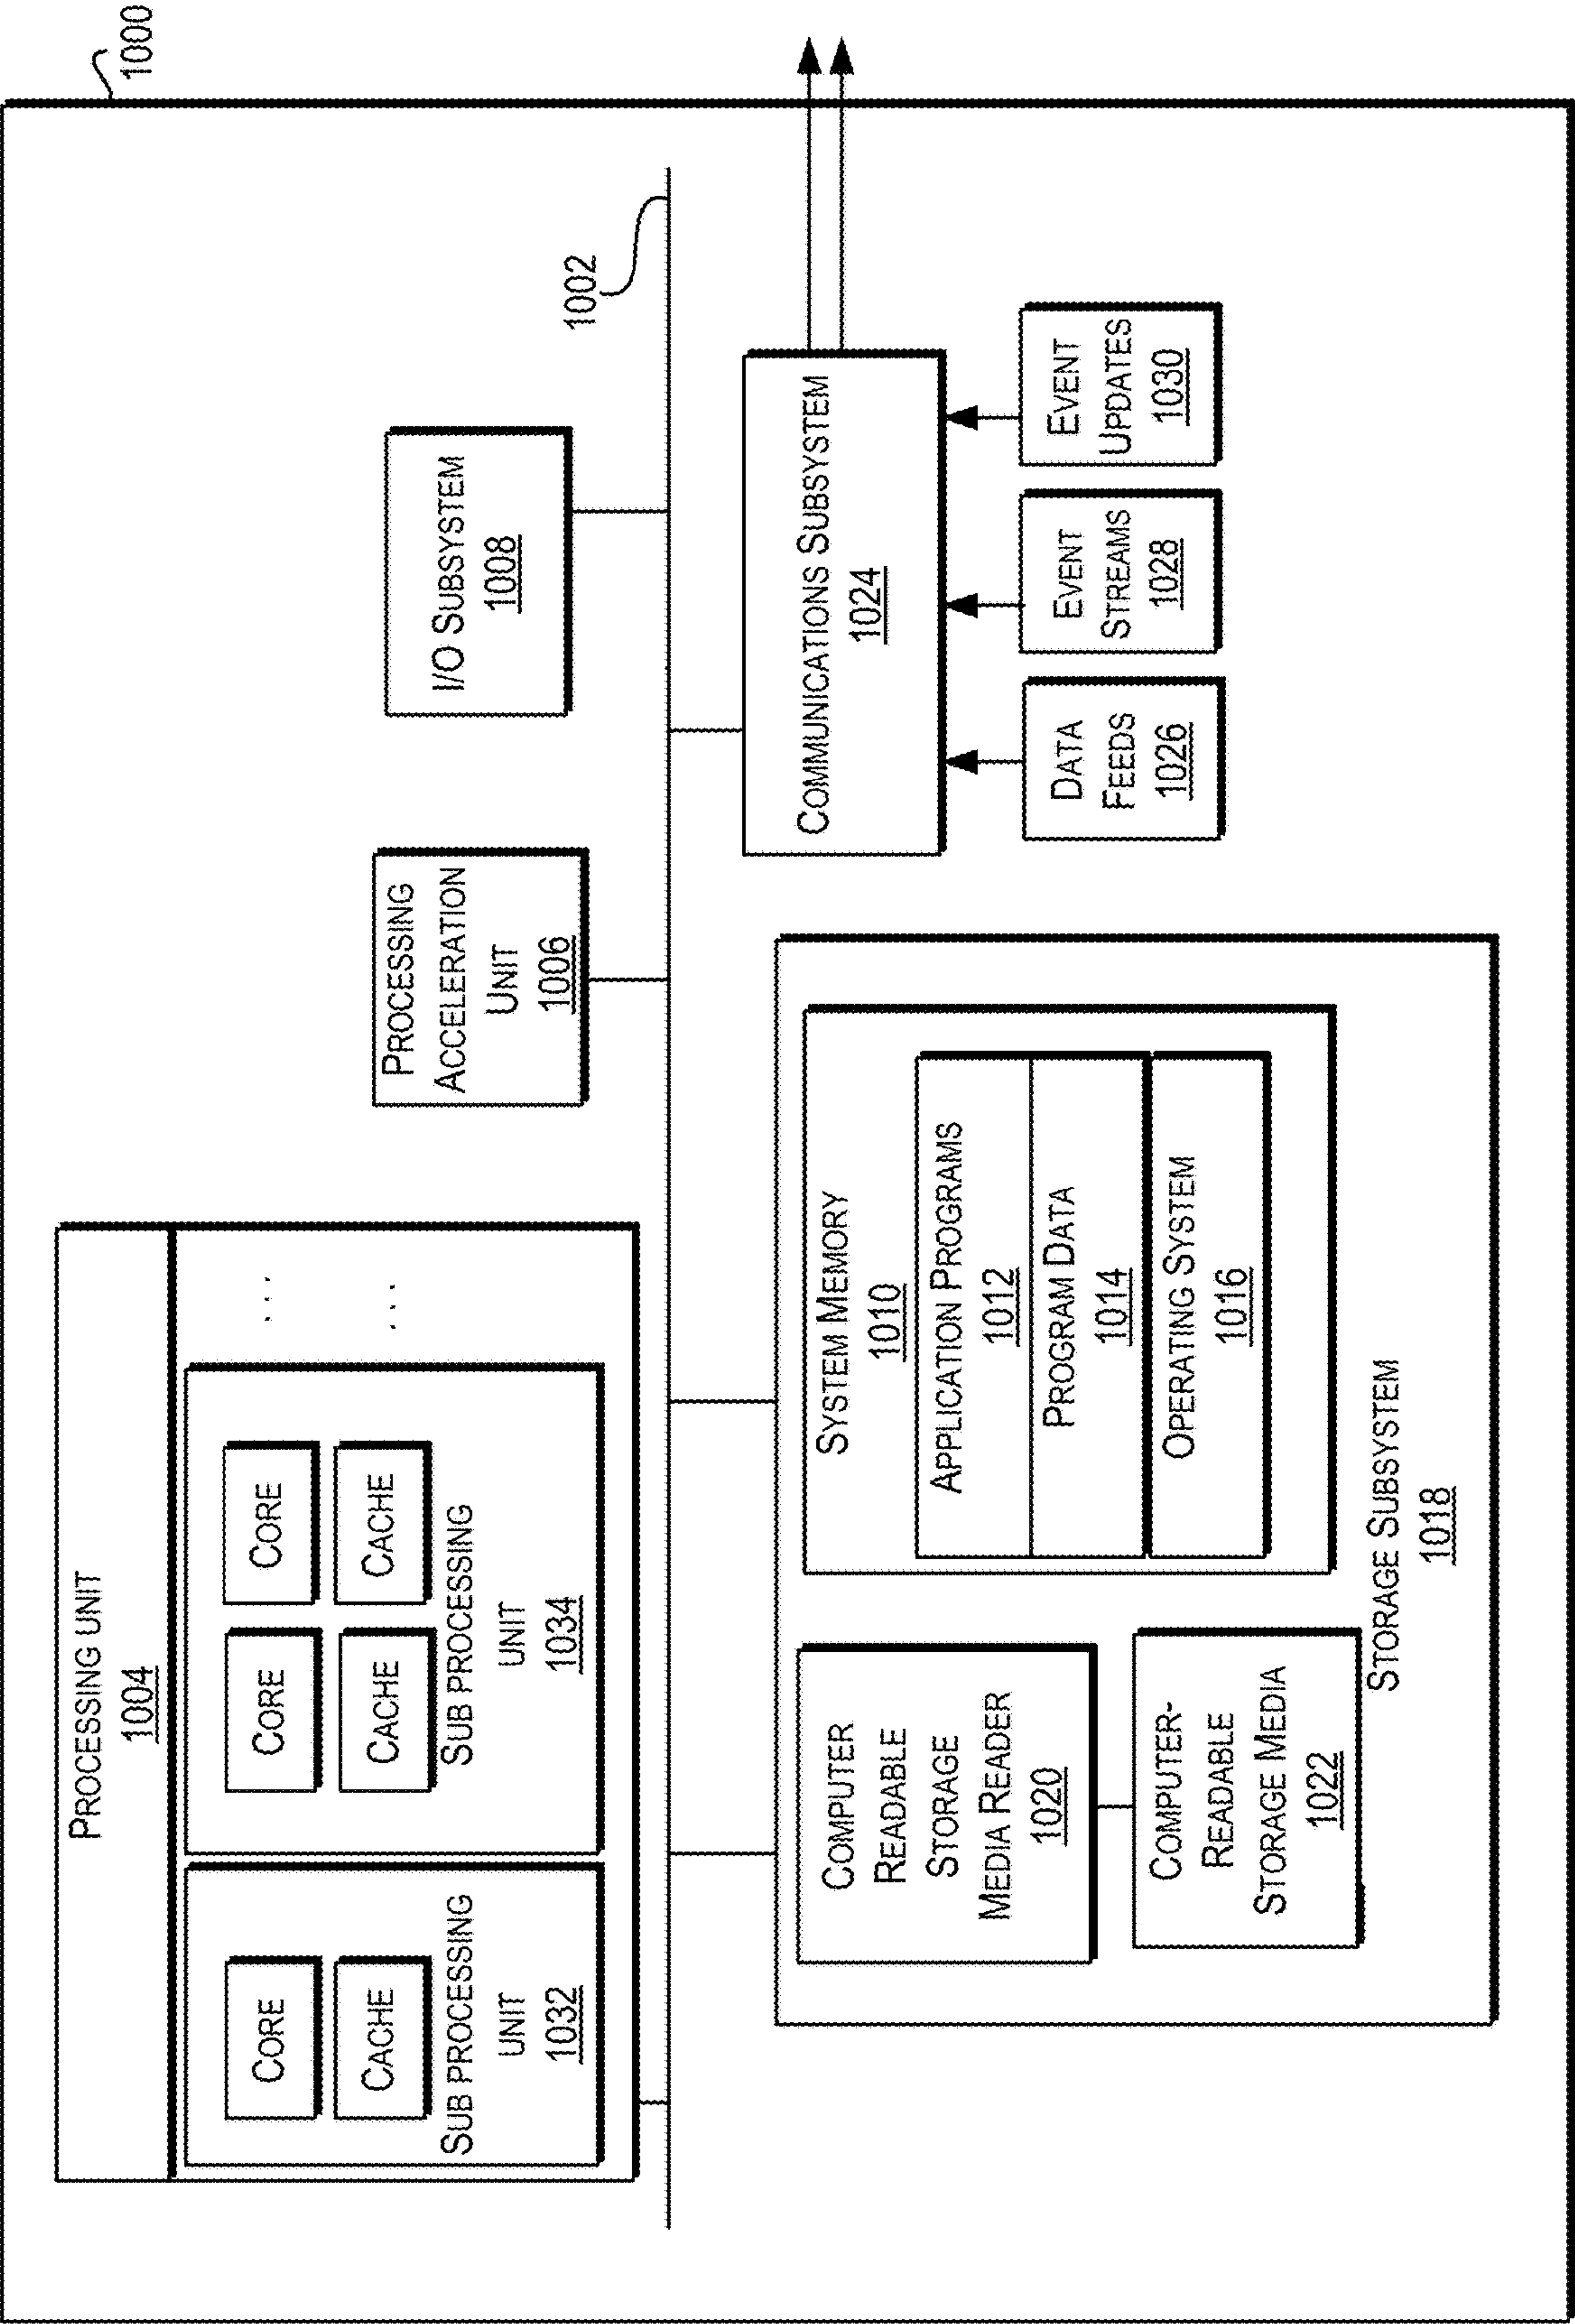 1000
PROCESSING UNIT
1004
CORE
CACHE
SUB PROCESSING
UNIT
1032
CORE
CORE
CACHE
CACHE
SUB PROCESSING
UNIT
1034
. . .
. . .
PROCESSING
ACCELERATION
UNIT
1006
I/O SUBSYSTEM
1008
1002
COMPUTER
READABLE
STORAGE
MEDIA READER
1020
COMPUTER-
READABLE
STORAGE MEDIA
1022
SYSTEM MEMORY
1010
APPLICATION PROGRAMS
1012
PROGRAM DATA
1014
OPERATING SYSTEM
1016
STORAGE SUBSYSTEM
1018
COMMUNICATIONS SUBSYSTEM
1024
DATA
FEEDS
1026
EVENT
STREAMS
1028
EVENT
UPDATES
1030